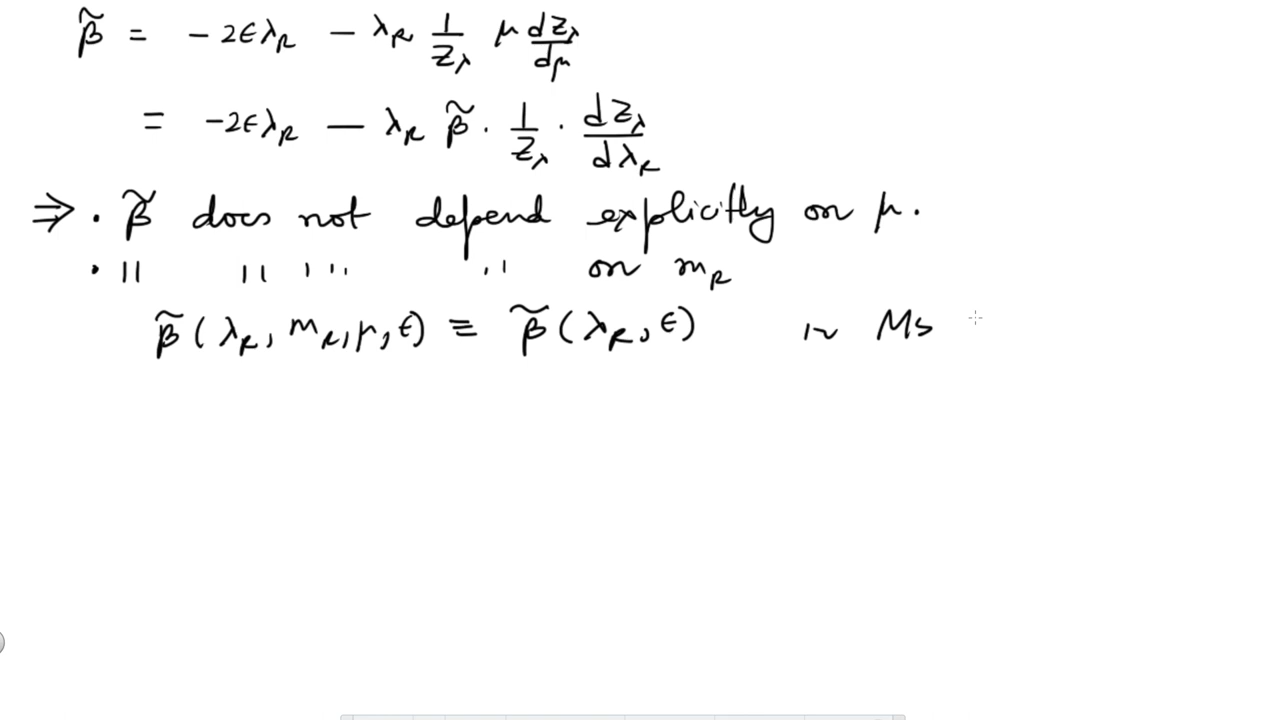 β̃ = - 2ϵλ_R - λ_R 1/Z_λ μ dZ_λ/dμ
= -2ϵλ_R - λ_R β̃ · 1/Z_λ · dZ_λ/dλ_R
⇒ · β̃ does not depend explicitly on μ.
· " " " " on m_R
β̃ (λ_R, m_R, μ, ϵ) ≡ β̃ (λ_R, ϵ) in MS